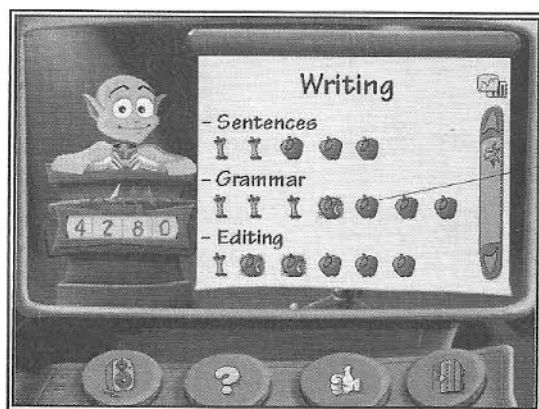 Writing
- Sentences
- Grammar
4280
- Editing
?